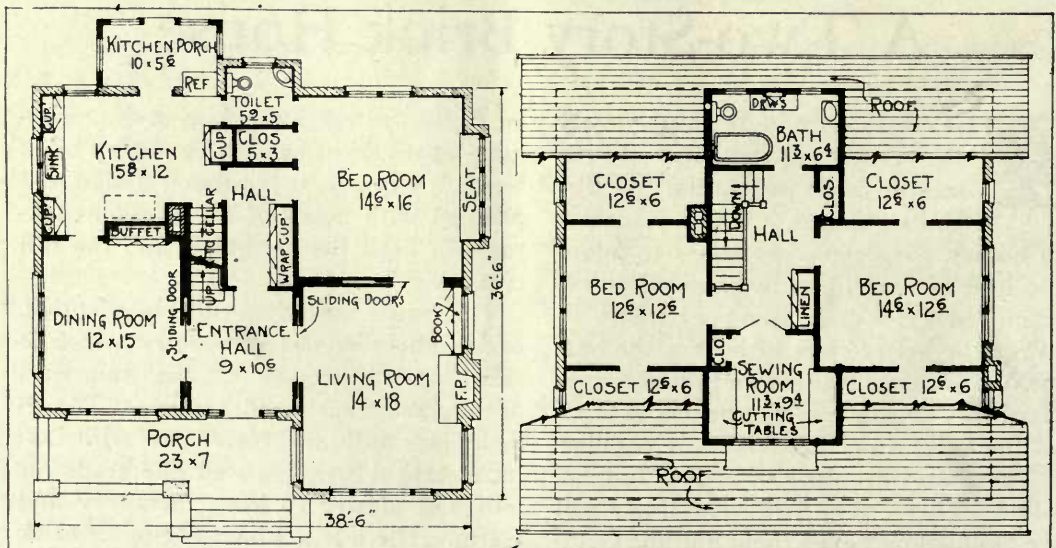 KITCHEN PORCH
10 x 5⁶
REF
TOILET
5² x 5
CUP
CLOS
5 x 3
CUP
SINK
KITCHEN
15⁸ x 12
CUP
HALL
BED ROOM
14⁶ x 16
SEAT
BUFFET
TO CELLAR
UP
WRAP CUP'
SLIDING DOOR
SLIDING DOORS
BOOK
DINING ROOM
12 x 15
ENTRANCE
HALL
9 x 10⁶
LIVING ROOM
14 x 18
F.P.
PORCH
23 x 7
38'-6"
36'-6"
ROOF
DRWS
BATH
11³ x 6⁴
CLOSET
12⁶ x 6
DOWN
CLOS.
CLOSET
12⁶ x 6
HALL
BED ROOM
12⁶ x 12⁶
LINEN
BED ROOM
14⁶ x 12⁶
CLO.
CLOSET 12⁶ x 6
SEWING
ROOM
11³ x 9⁴
CUTTING
TABLES
CLOSET 12⁶ x 6
ROOF